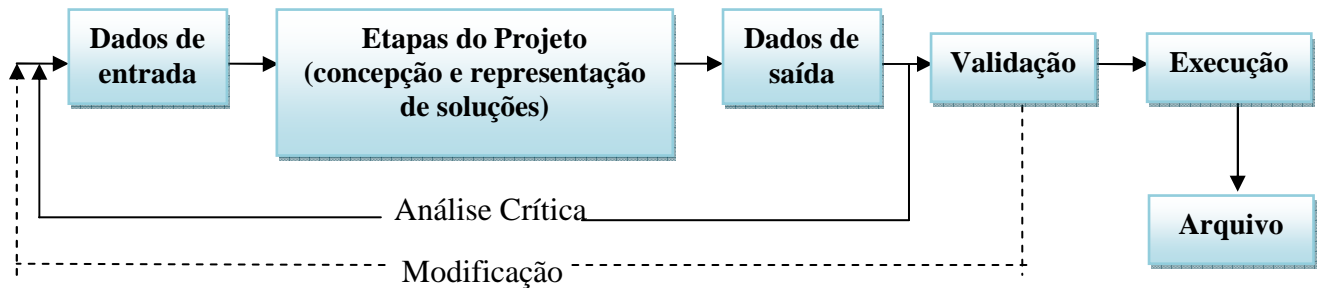 Dados de
entrada
Etapas do Projeto
(concepção e representação
de soluções)
Dados de
saída
Validação
Execução
Análise Crítica
Arquivo
Modificação